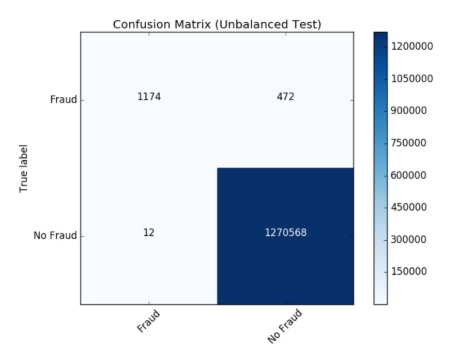 Confusion Matrix (Unbalanced Test)
Fraud
1174
472
No Fraud
12
1270568
True label
Fraud
No Fraud
1200000
1050000
900000
750000
600000
450000
300000
150000